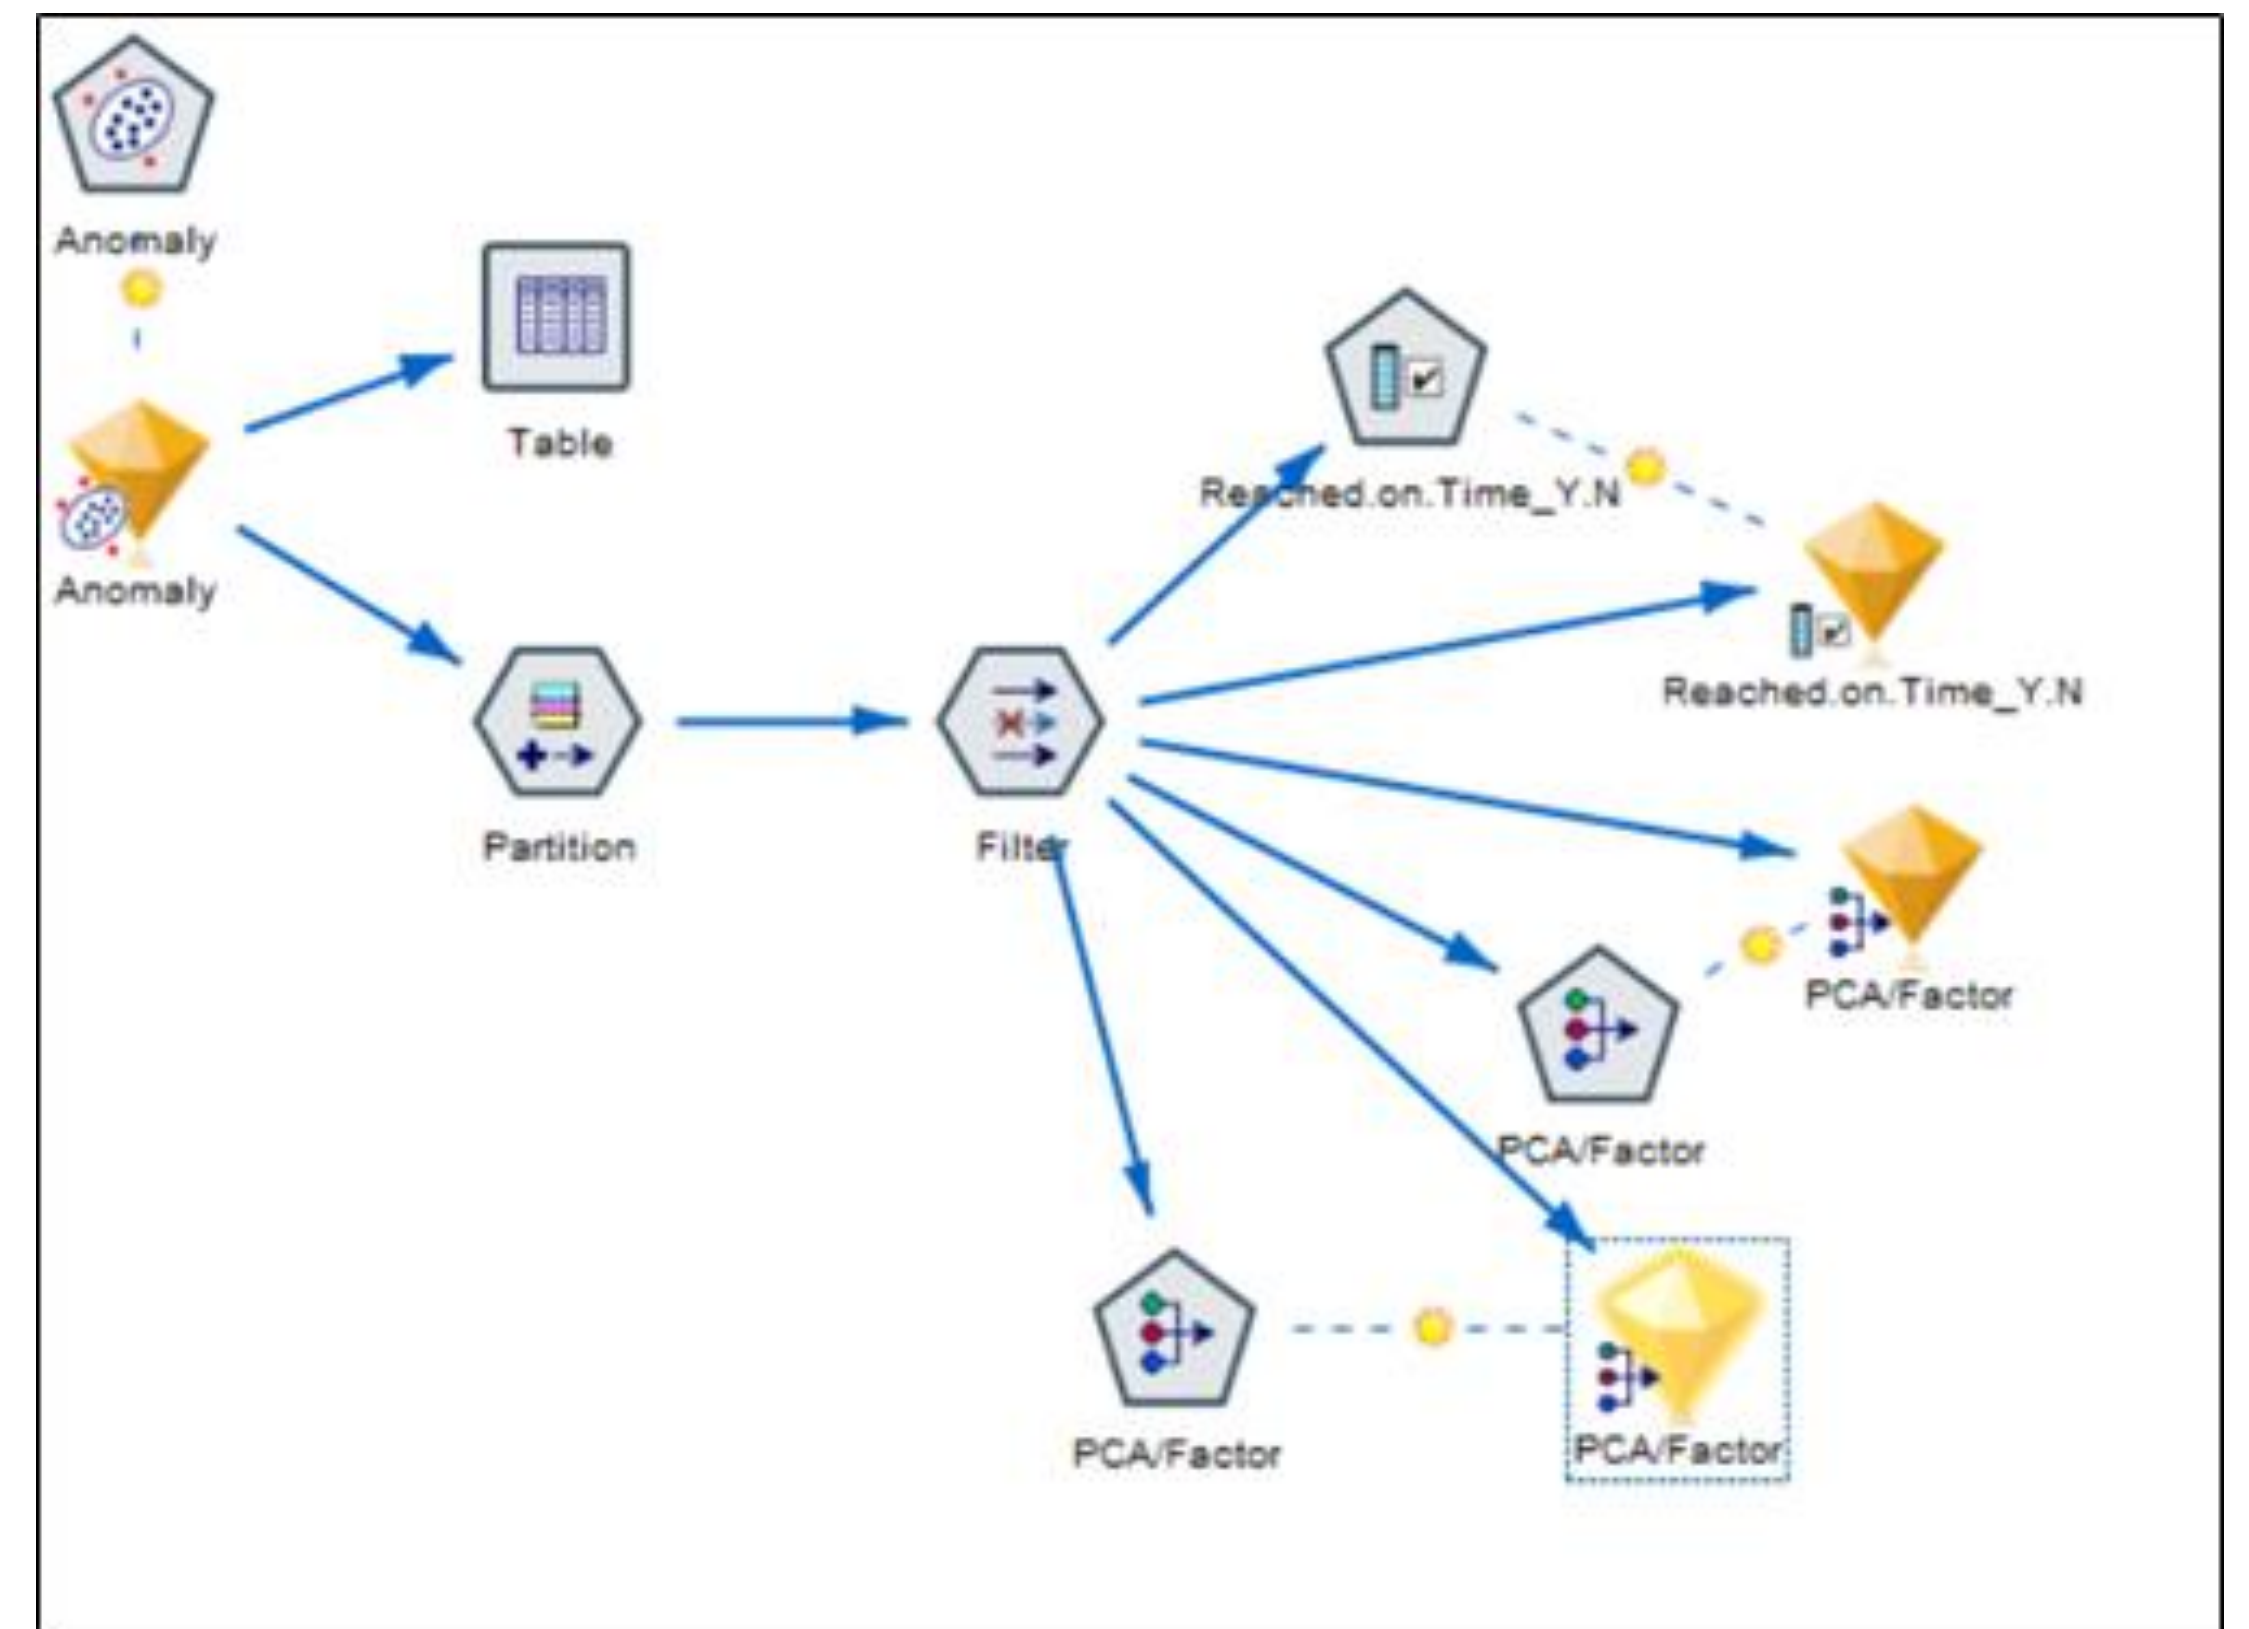 Anomaly
Table
Anomaly
Reached.on.Time_Y.N
Reached.on.Time_Y.N
Partition
Filter
PCA/Factor
PCA/Factor
PCA/Factor
PCA/Factor